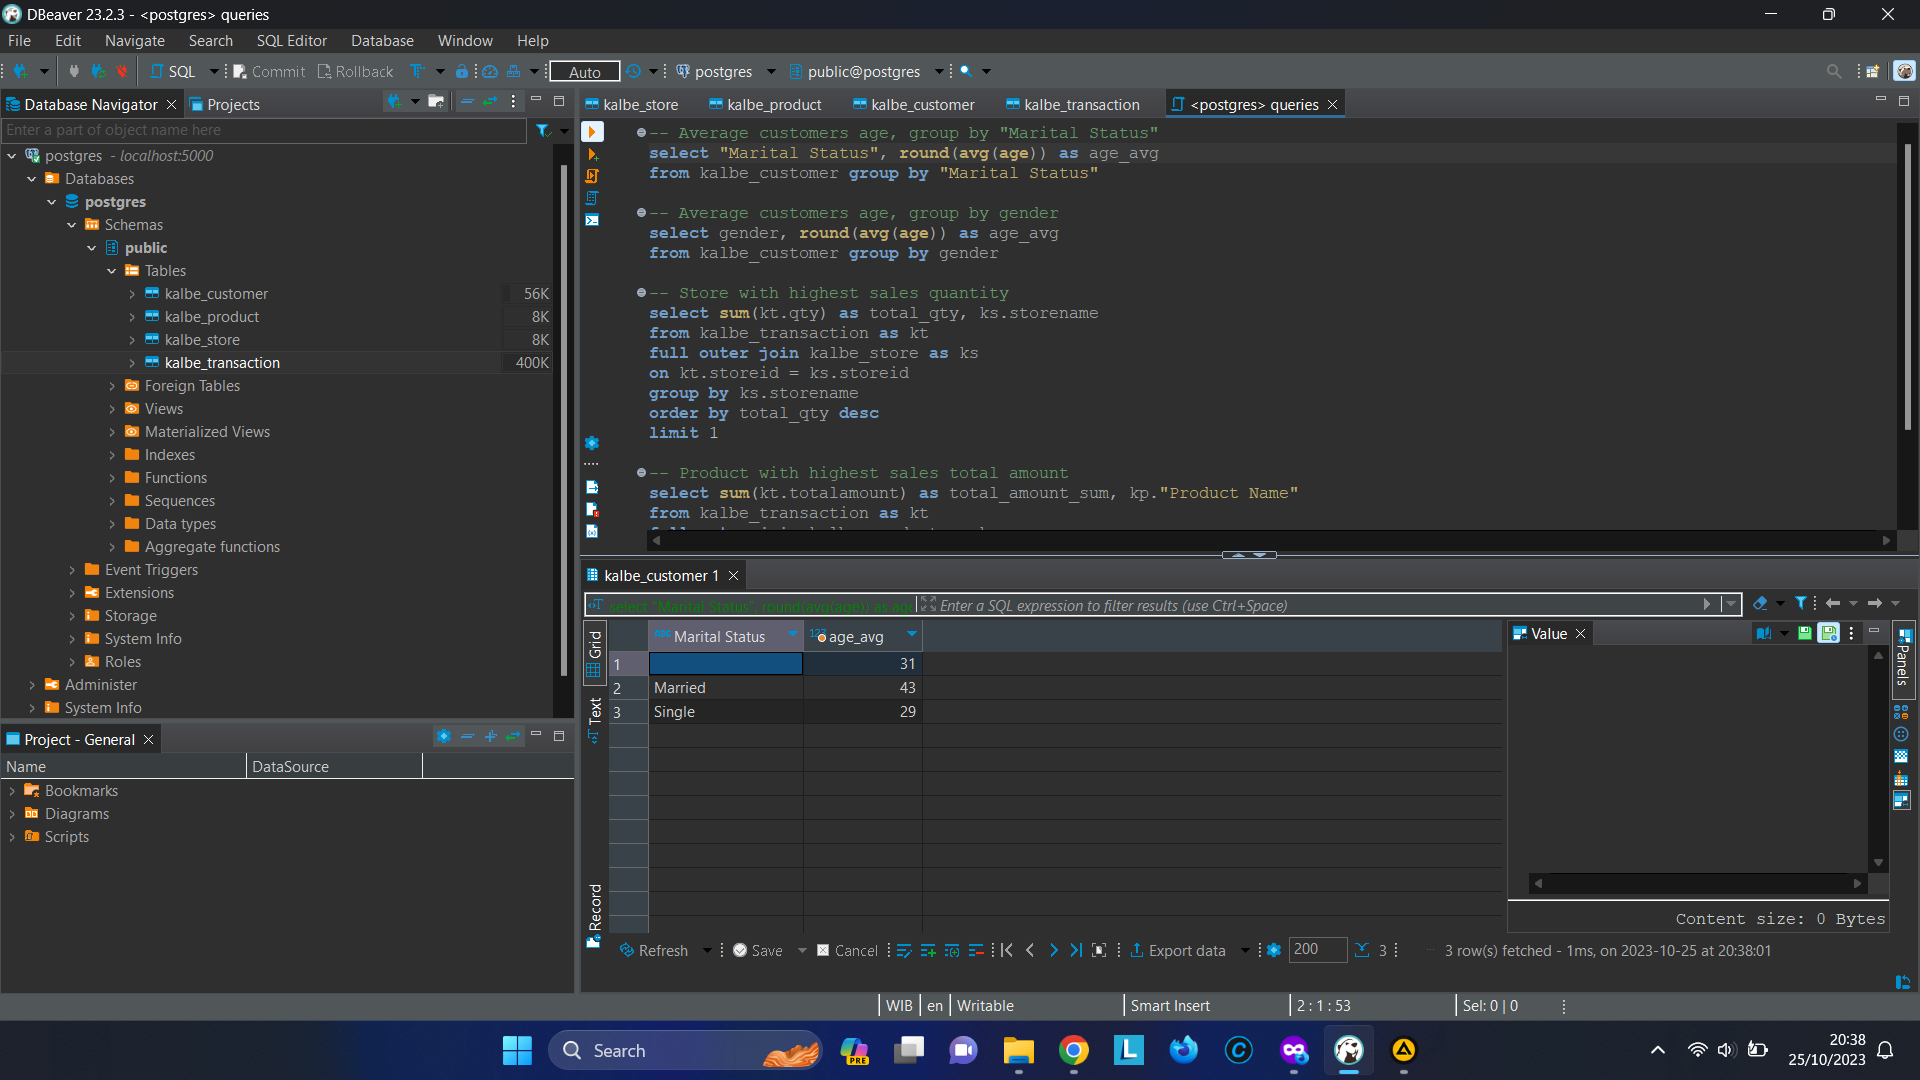 DBeaver 23.2.3 - <postgres> queries
File Edit Navigate Search SQL Editor Database Window Help
SQL Commit Rollback Auto postgres public@postgres
Database Navigator Projects
Enter a part of object name here
postgres - localhost:5000
Databases
postgres
Schemas
public
Tables
kalbe_customer 56K
kalbe_product 8K
kalbe_store 8K
kalbe_transaction 400K
Foreign Tables
Views
Materialized Views
Indexes
Functions
Sequences
Data types
Aggregate functions
Event Triggers
Extensions
Storage
System Info
Roles
Administer
System Info
Project - General
Name DataSource
Bookmarks
Diagrams
Scripts
kalbe_store kalbe_product kalbe_customer kalbe_transaction <postgres> queries
-- Average customers age, group by "Marital Status"
select "Marital Status", round(avg(age)) as age_avg
from kalbe_customer group by "Marital Status"
-- Average customers age, group by gender
select gender, round(avg(age)) as age_avg
from kalbe_customer group by gender
-- Store with highest sales quantity
select sum(kt.qty) as total_qty, ks.storename
from kalbe_transaction as kt
full outer join kalbe_store as ks
on kt.storeid = ks.storeid
group by ks.storename
order by total_qty desc
limit 1
-- Product with highest sales total amount
select sum(kt.totalamount) as total_amount_sum, kp."Product Name"
from kalbe_transaction as kt
kalbe_customer 1
select "Marital Status", round(avg(age)) as age Enter a SQL expression to filter results (use Ctrl+Space)
Grid
Text
Record
Marital Status age_avg
1 31
2 Married 43
3 Single 29
Value
Panels
Content size: 0 Bytes
Refresh Save Cancel Export data 200 3 3 row(s) fetched - 1ms, on 2023-10-25 at 20:38:01
WIB en Writable Smart Insert 2 : 1 : 53 Sel: 0 | 0
Search
PRE
L
C
20:38
25/10/2023